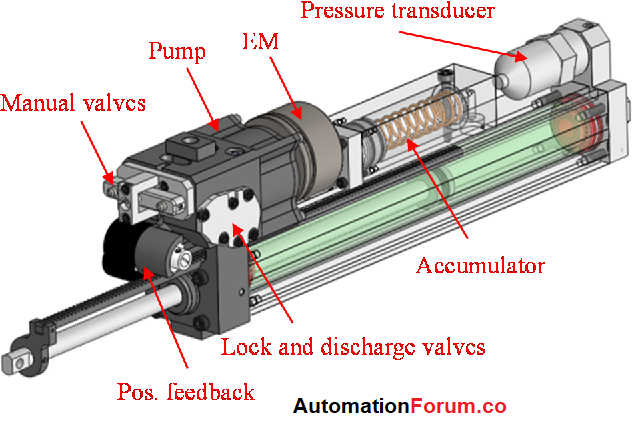 Pressure transducer
EM
Pump
Manual valves
Accumulator
Lock and discharge valves
Pos. feedback
AutomationForum.co